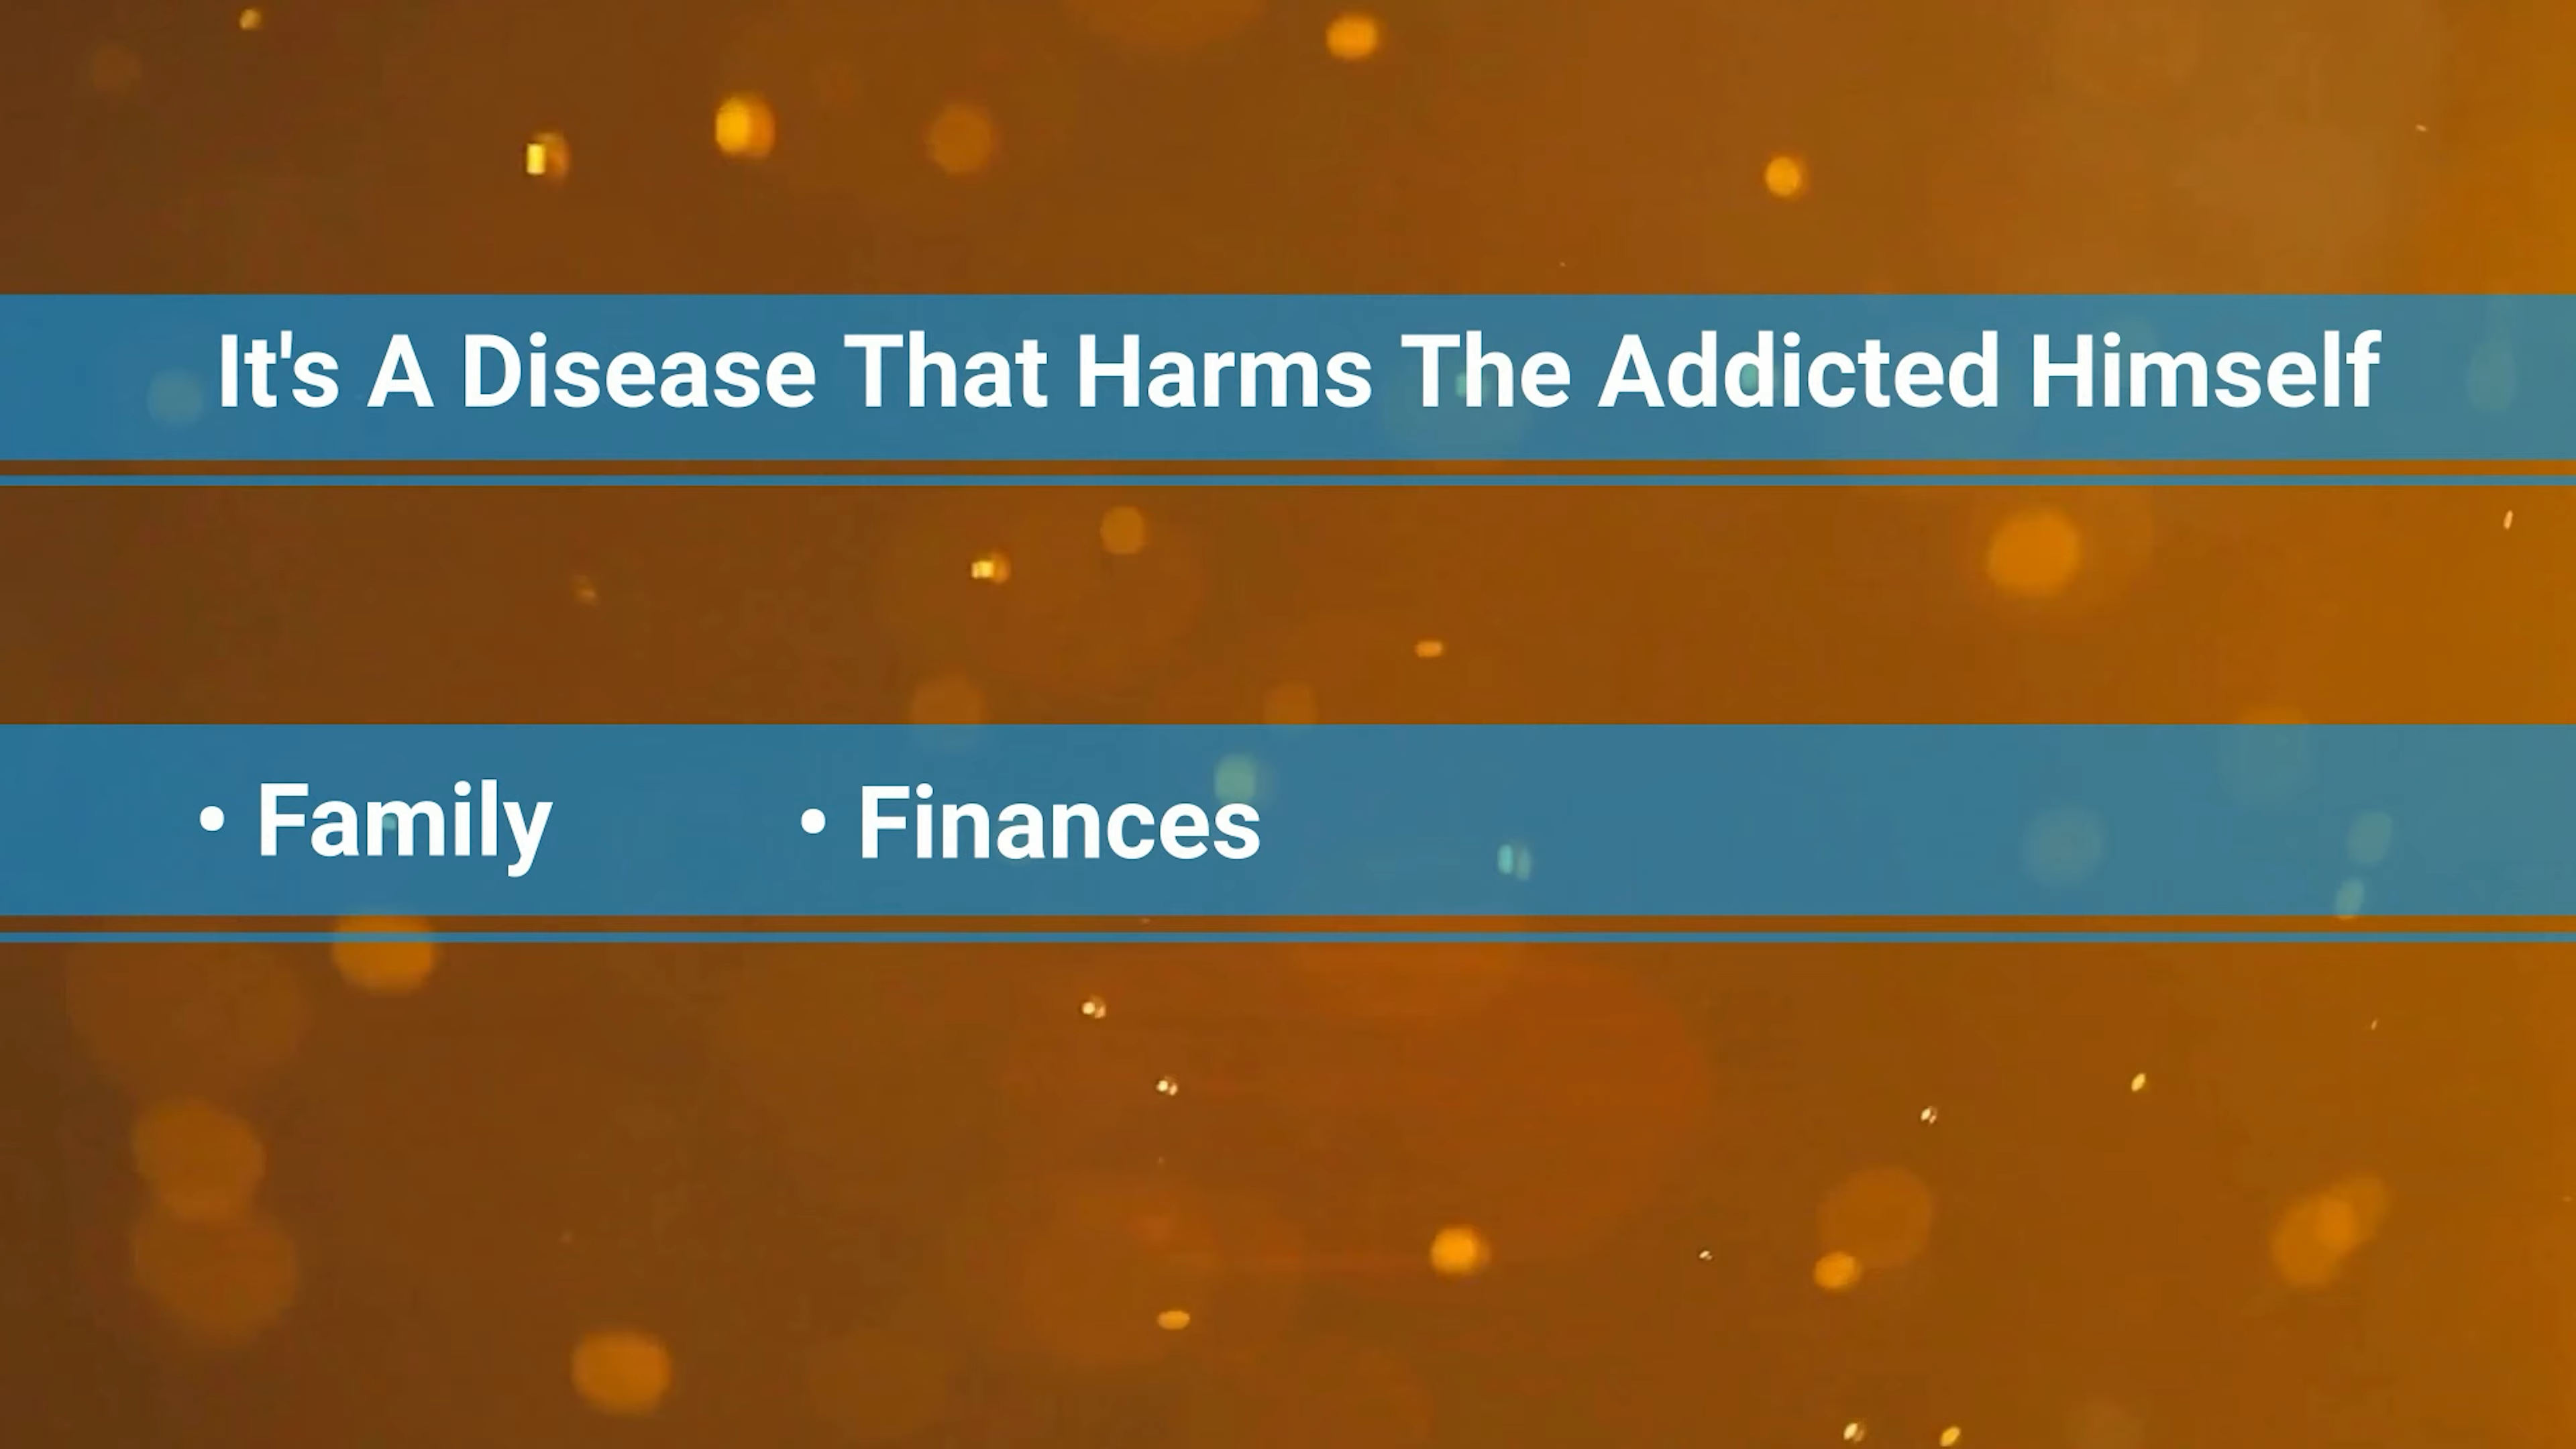 It's A Disease That Harms The Addicted Himself
• Family • Finances